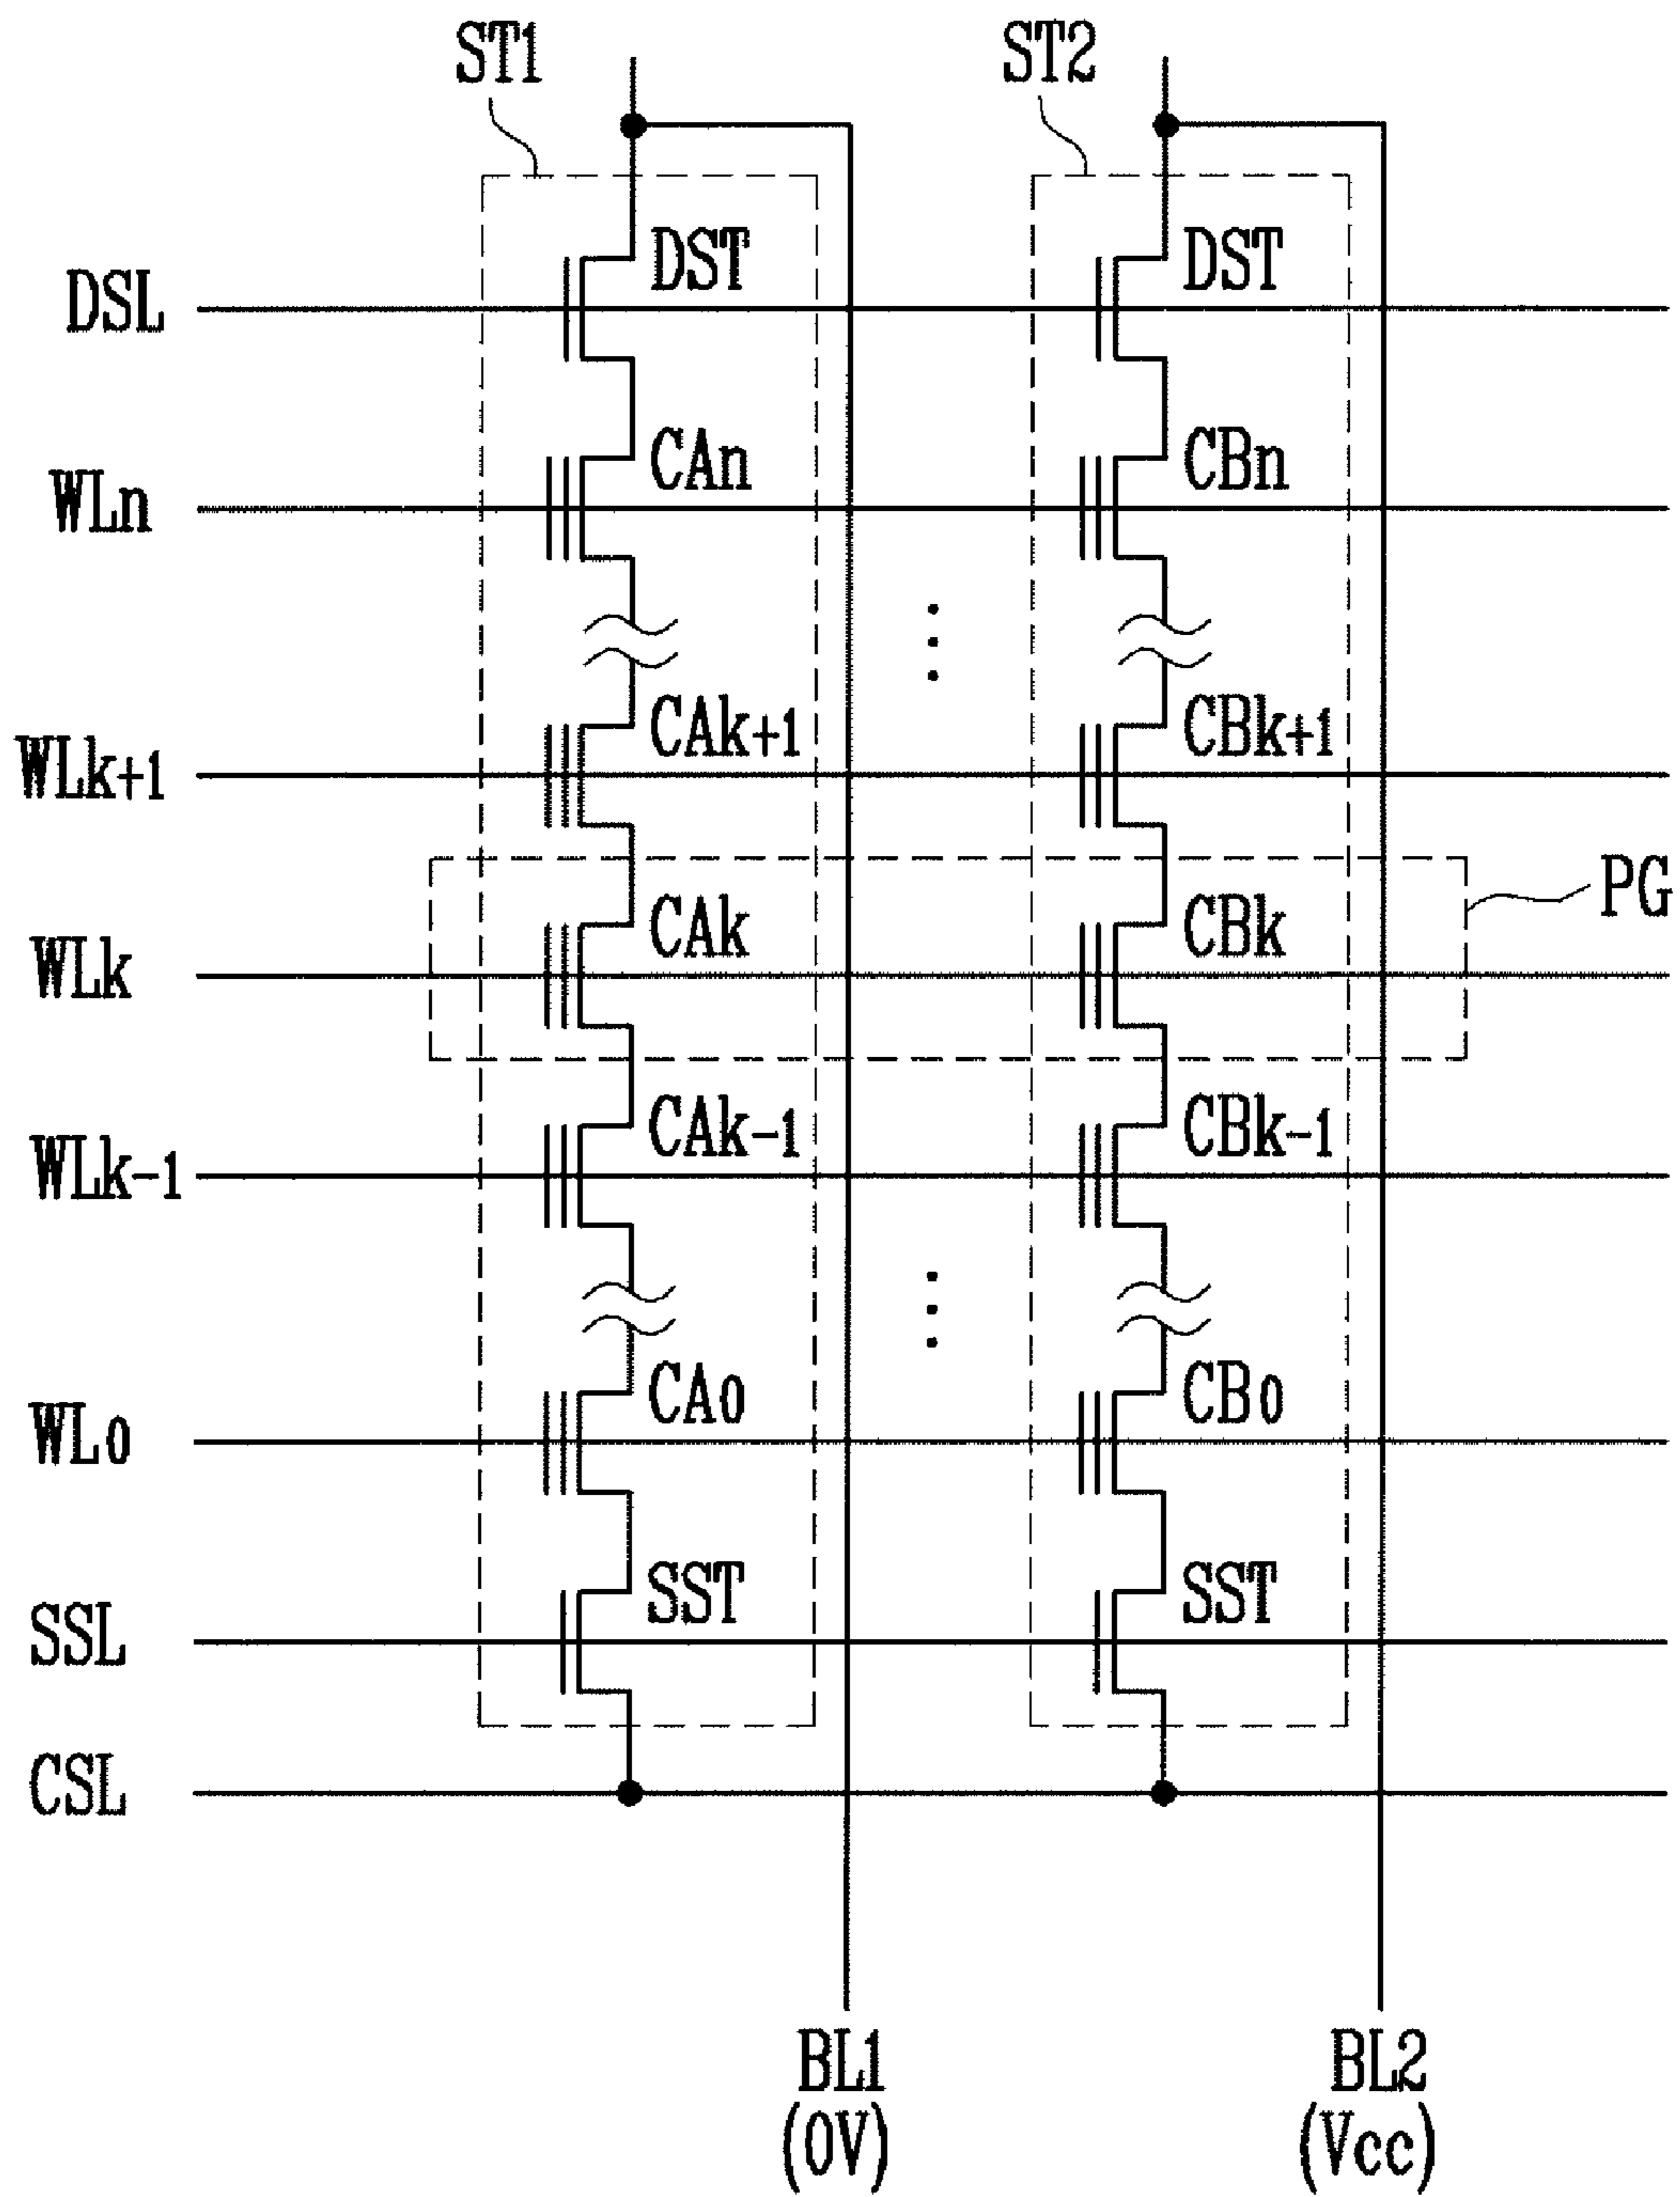 ST1 ST2
DSL DST DST
WLn CAn CBn
WLk+1 CAk+1 CBk+1
WLk CAk CBk PG
WLk-1 CAk-1 CBk-1
WL0 CA0 CB0
SSL SST SST
CSL
BL1 BL2
(0V) (Vcc)